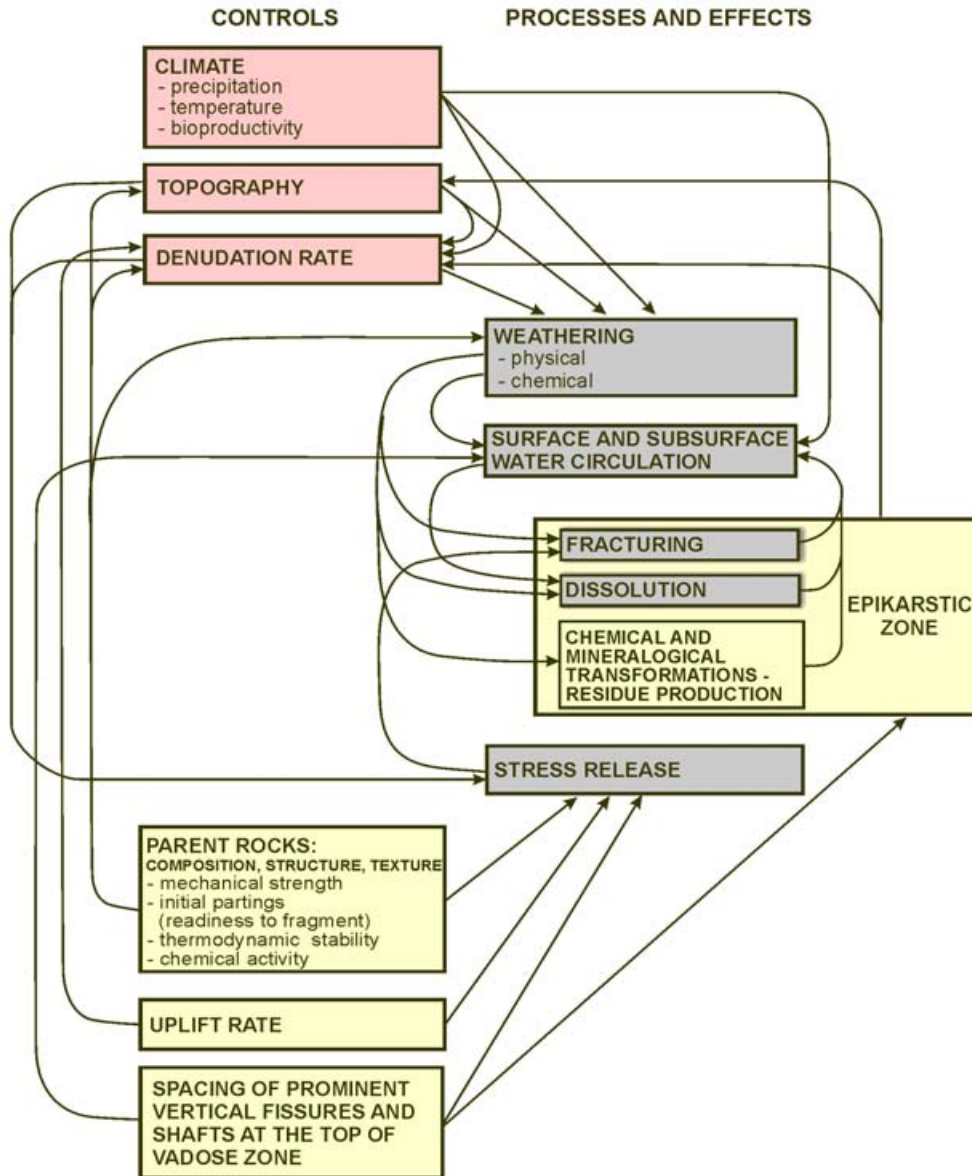 CONTROLS
PROCESSES AND EFFECTS
CLIMATE
- precipitation
- temperature
- bioproductivity
TOPOGRAPHY
DENUDATION RATE
WEATHERING
- physical
- chemical
SURFACE AND SUBSURFACE
WATER CIRCULATION
FRACTURING
DISSOLUTION
EPIKARSTIC
ZONE
CHEMICAL AND
MINERALOGICAL
TRANSFORMATIONS -
RESIDUE PRODUCTION
STRESS RELEASE
PARENT ROCKS:
COMPOSITION, STRUCTURE, TEXTURE
- mechanical strength
- initial partings
(readiness to fragment)
- thermodynamic stability
- chemical activity
UPLIFT RATE
SPACING OF PROMINENT
VERTICAL FISSURES AND
SHAFTS AT THE TOP OF
VADOSE ZONE